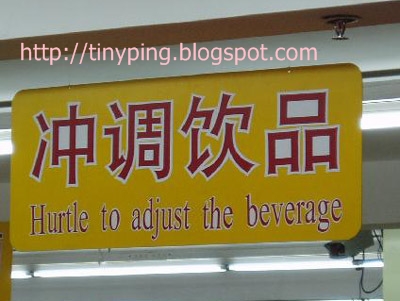 http://tinyping.blogspot.com
冲调饮品
Hurtle to adjust the beverage